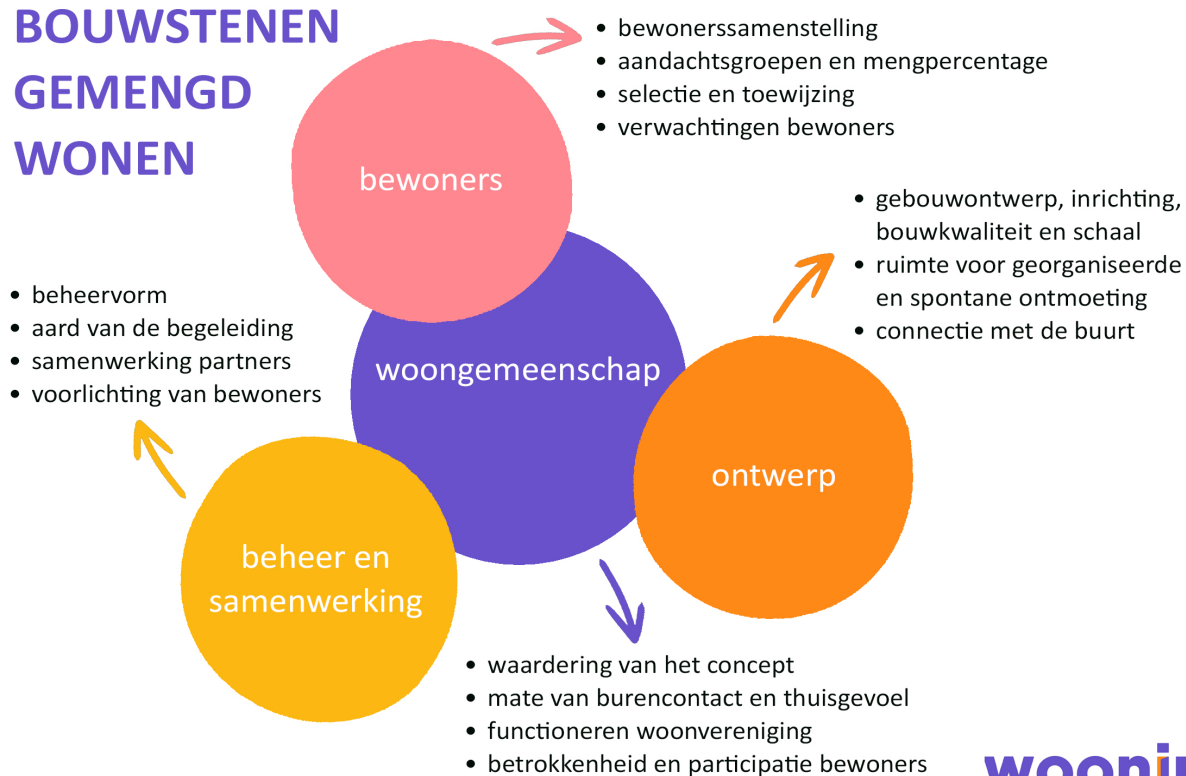 BOUWSTENEN
GEMENGD
WONEN
• bewonerssamenstelling
• aandachtsgroepen en mengpercentage
• selectie en toewijzing
• verwachtingen bewoners
bewoners
• gebouwontwerp, inrichting,
bouwkwaliteit en schaal
• ruimte voor georganiseerde
en spontane ontmoeting
• connectie met de buurt
• beheervorm
• aard van de begeleiding
• samenwerking partners
• voorlichting van bewoners
woongemeenschap
ontwerp
beheer en
samenwerking
• waardering van het concept
• mate van burencontact en thuisgevoel
• functioneren woonvereniging
• betrokkenheid en participatie bewoners